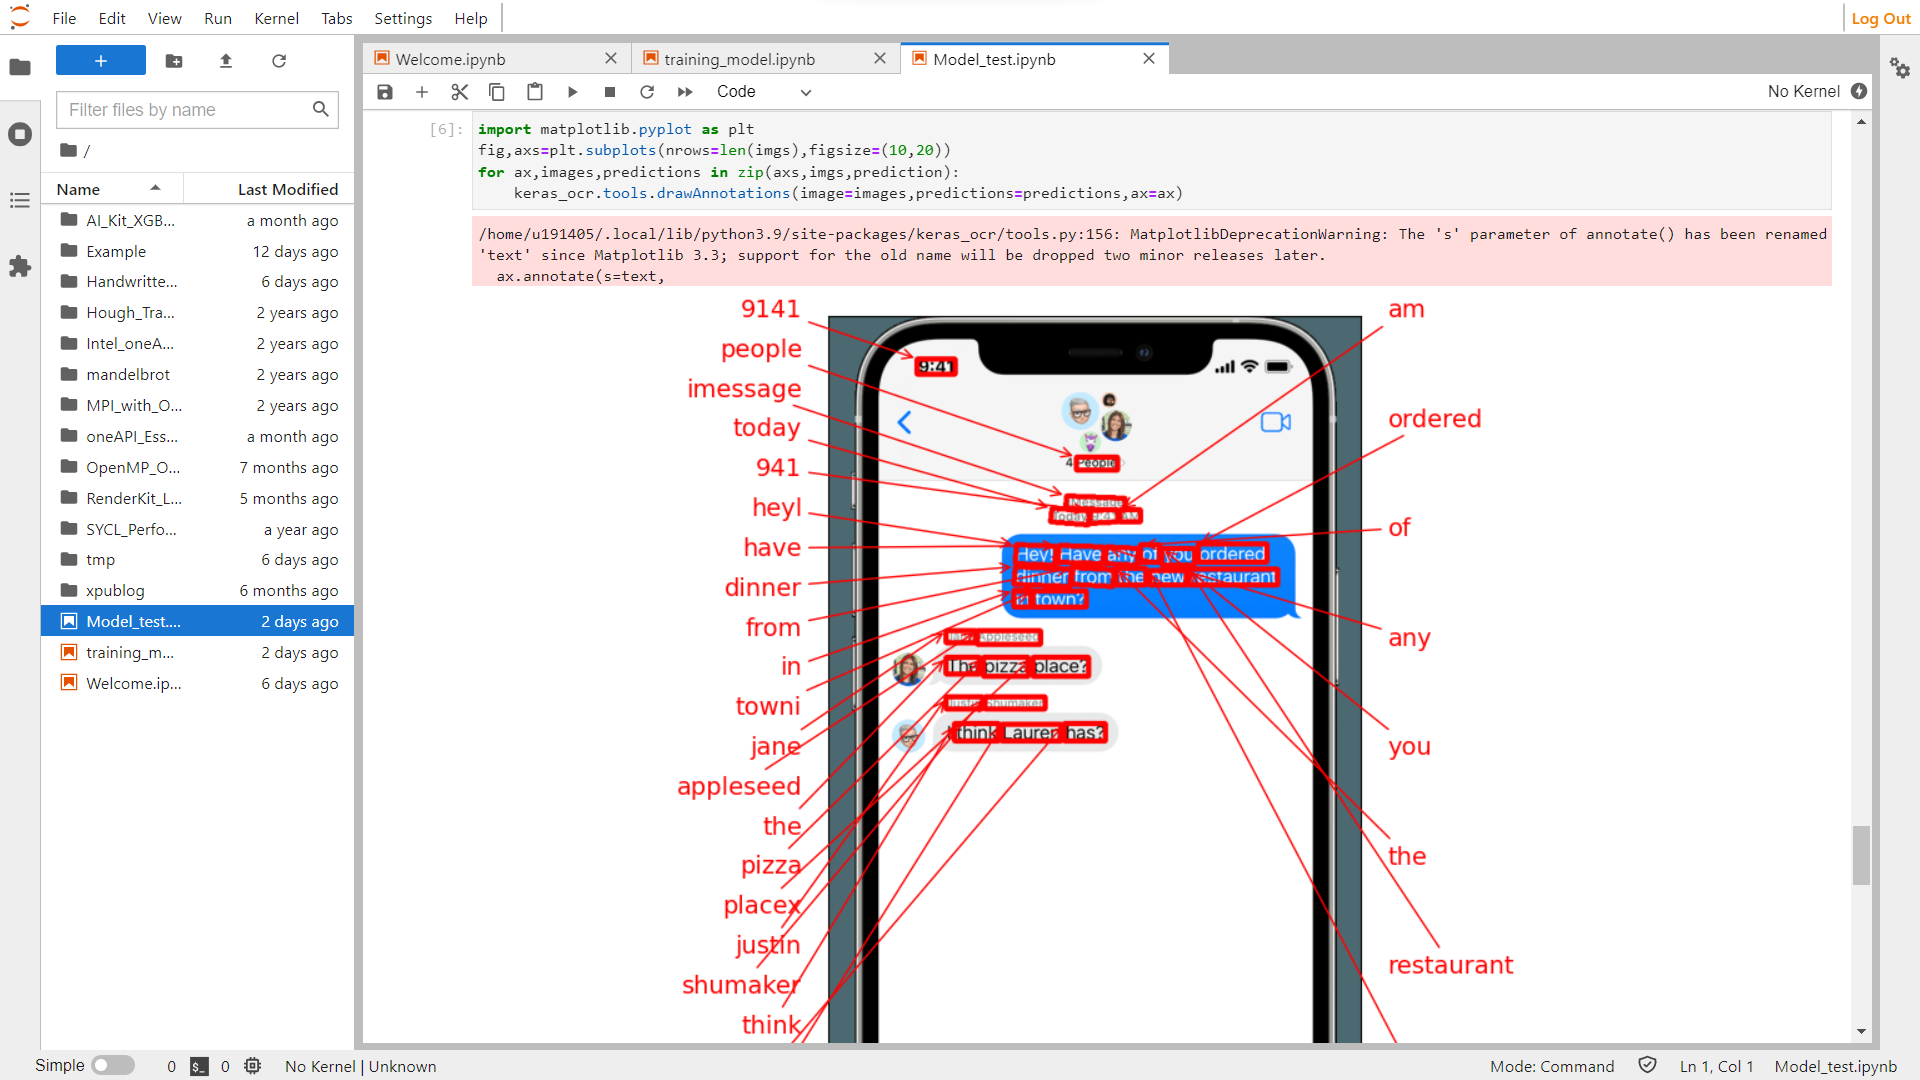 File Edit View Run Kernel Tabs Settings Help
Log Out
Welcome.ipynb
training_model.ipynb
Model_test.ipynb
Filter files by name
Code
No Kernel
/
Name Last Modified
AI_Kit_XGB... a month ago
Example 12 days ago
Handwritte... 6 days ago
Hough_Tra... 2 years ago
Intel_oneA... 2 years ago
mandelbrot 2 years ago
MPI_with_O... 2 years ago
oneAPI_Ess... a month ago
OpenMP_O... 7 months ago
RenderKit_L... 5 months ago
SYCL_Perfo... a year ago
tmp 6 days ago
xpublog 6 months ago
Model_test.... 2 days ago
training_m... 2 days ago
Welcome.ip... 6 days ago
[6]:
import matplotlib.pyplot as plt
fig,axs=plt.subplots(nrows=len(imgs),figsize=(10,20))
for ax,images,predictions in zip(axs,imgs,prediction):
keras_ocr.tools.drawAnnotations(image=images,predictions=predictions,ax=ax)
/home/u191405/.local/lib/python3.9/site-packages/keras_ocr/tools.py:156: MatplotlibDeprecationWarning: The 's' parameter of annotate() has been renamed
'text' since Matplotlib 3.3; support for the old name will be dropped two minor releases later.
ax.annotate(s=text,
9141
people
imessage
today
941
heyl
have
dinner
from
in
towni
jane
appleseed
the
pizza
placex
justin
shumaker
think
9:41
4 People
iMessage
Today 9:41 AM
Hey! Have any of you ordered
dinner from the new restaurant
in town?
Jane Appleseed
The pizza place?
Justin Shumaker
I think Lauren has?
am
ordered
of
any
you
the
restaurant
Simple 0 $_ 0 No Kernel | Unknown
Mode: Command Ln 1, Col 1 Model_test.ipynb